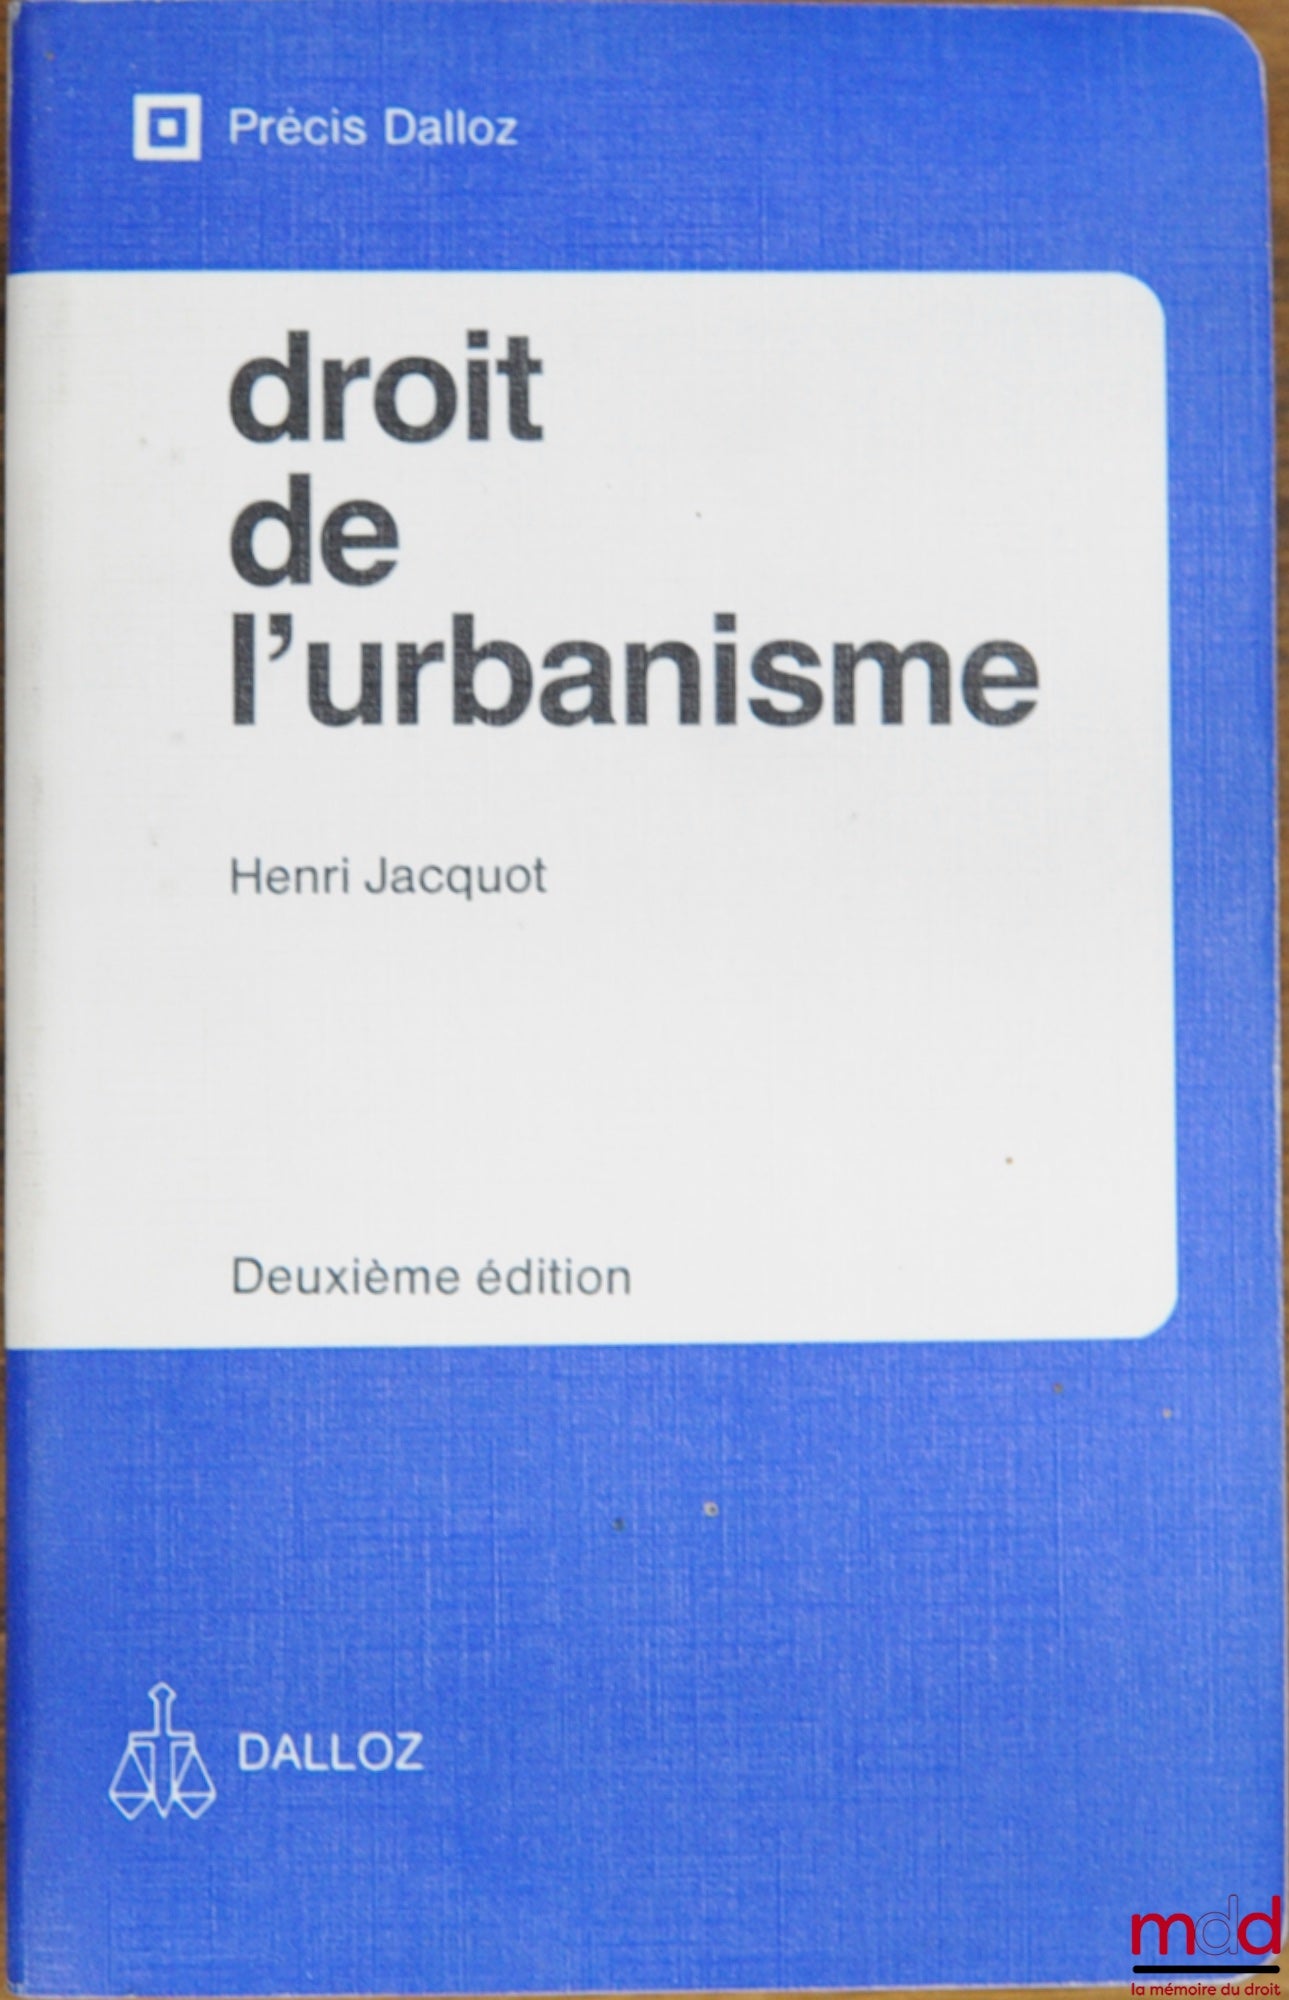 Précis Dalloz
droit
de
l'urbanisme
Henri Jacquot
Deuxième édition
DALLOZ
mdd
la mémoire du droit